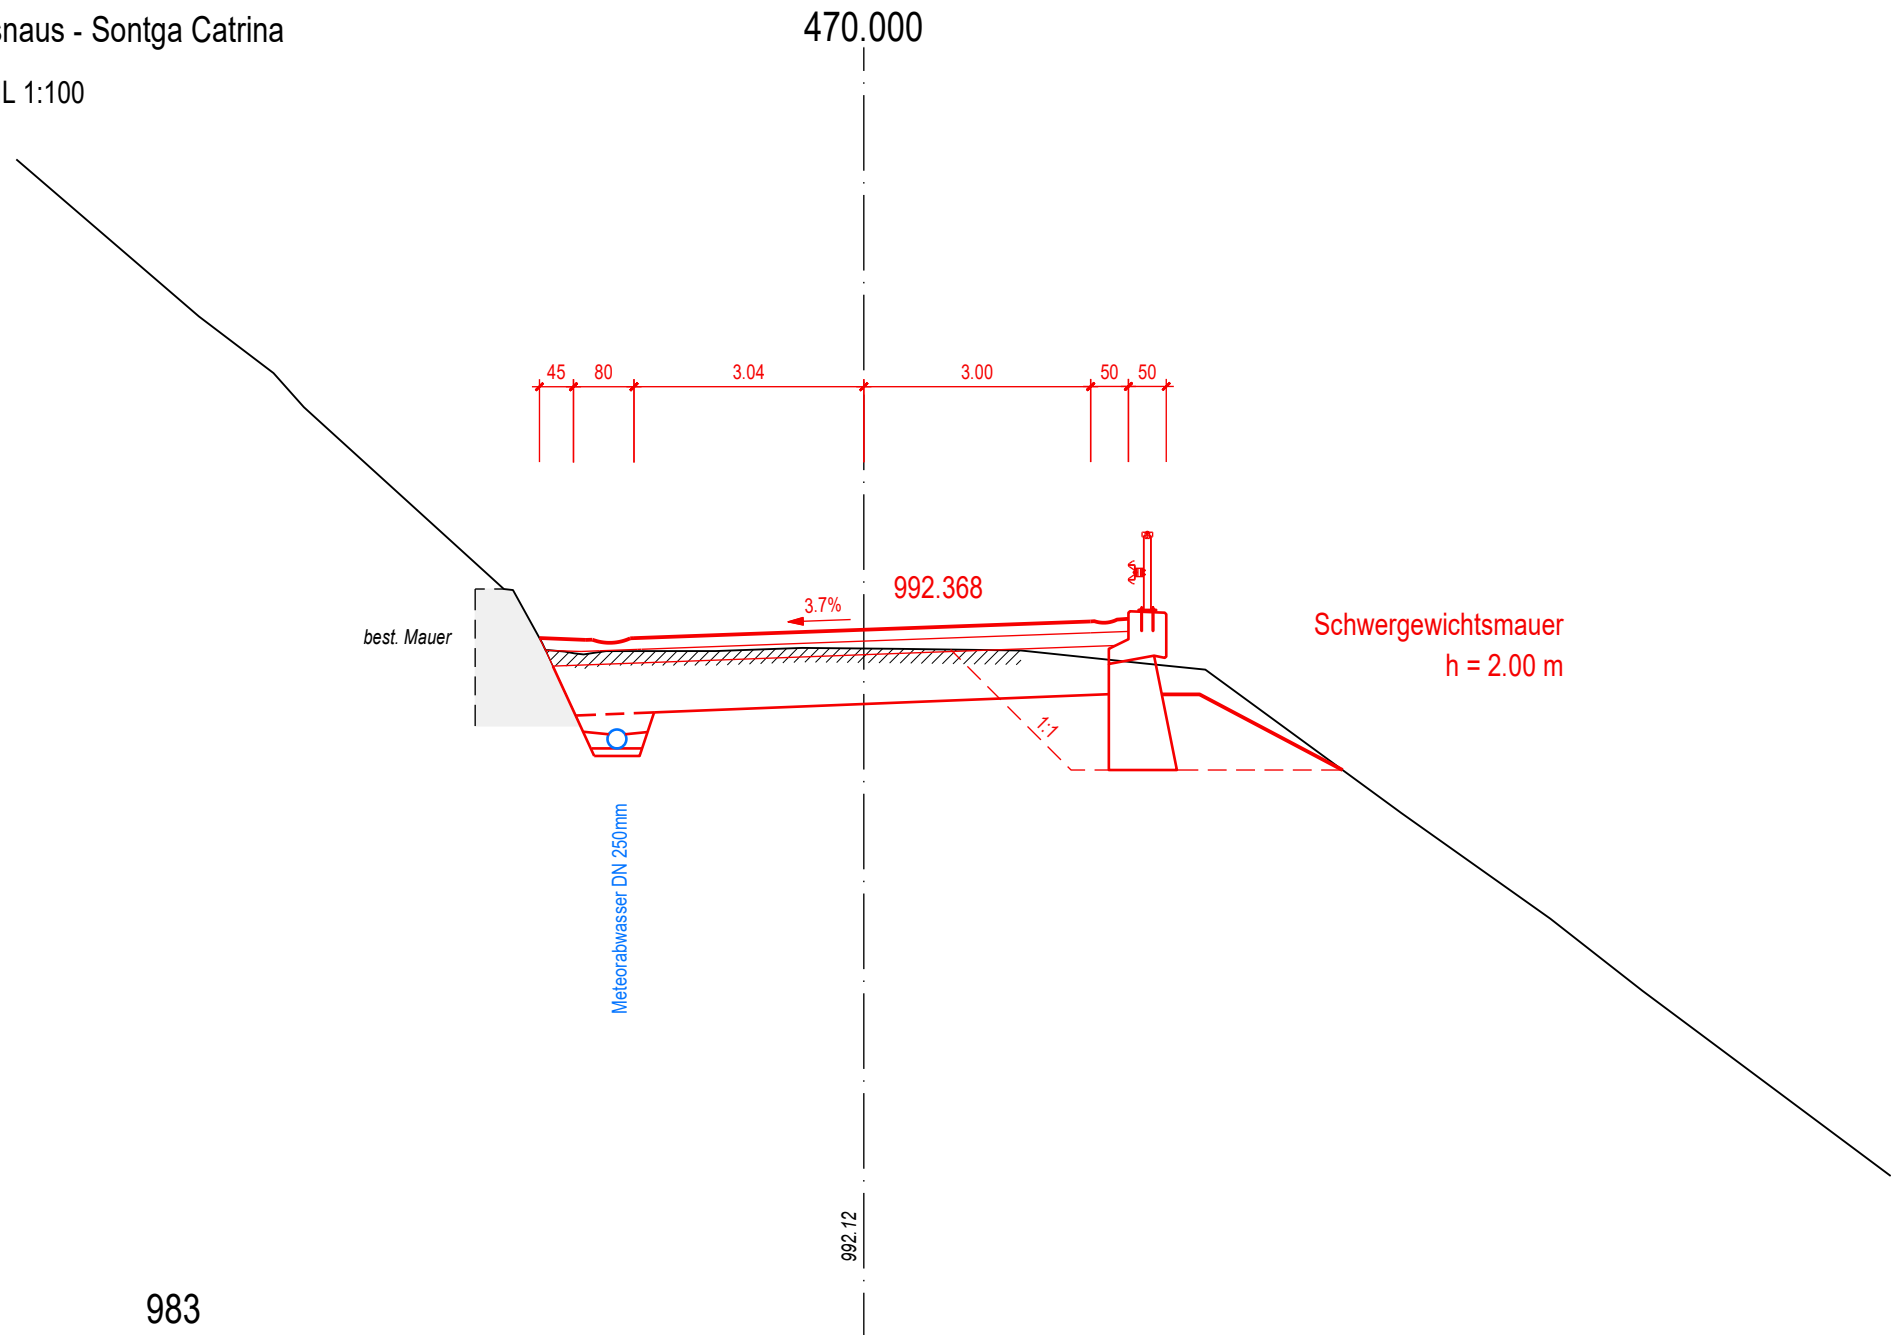 snaus - Sontga Catrina
470.000
L 1:100
45 80 3.04 3.00 50 50
992.368
3.7%
best. Mauer
Schwergewichtsmauer
h = 2.00 m
1:1
Meteorabwasser DN 250mm
992.12
983